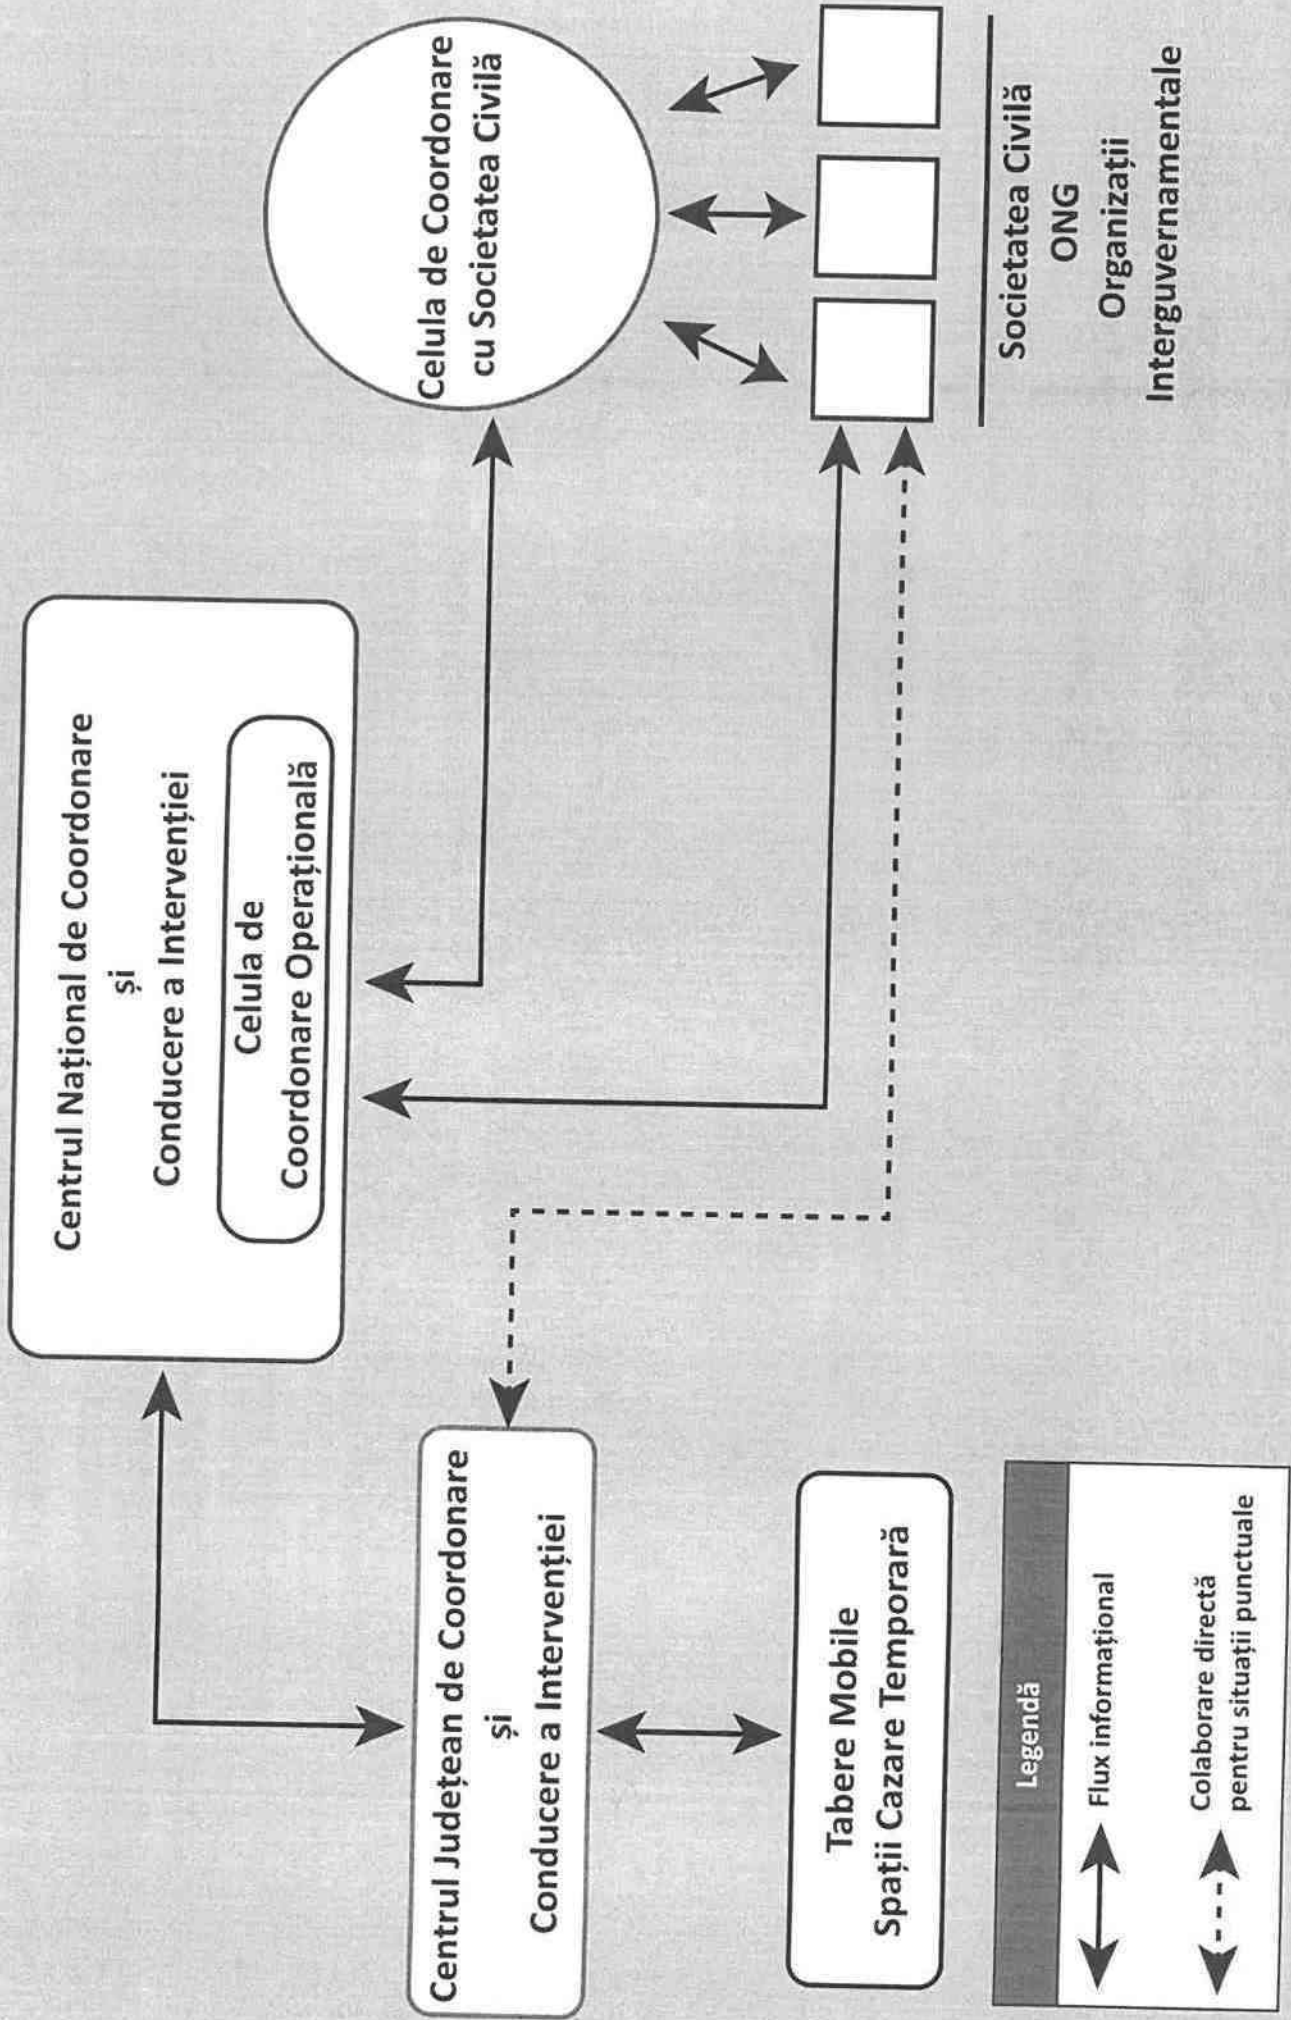 Centrul Național de Coordonare
și
Conducere a Intervenției
Celula de
Coordonare Operațională
Celula de Coordonare
cu Societatea Civilă
Centrul Județean de Coordonare
și
Conducere a Intervenției
Tabere Mobile
Spații Cazare Temporară
Societatea Civilă
ONG
Organizații
Interguvernamentale
Legendă
Flux informațional
Colaborare directă
pentru situații punctuale